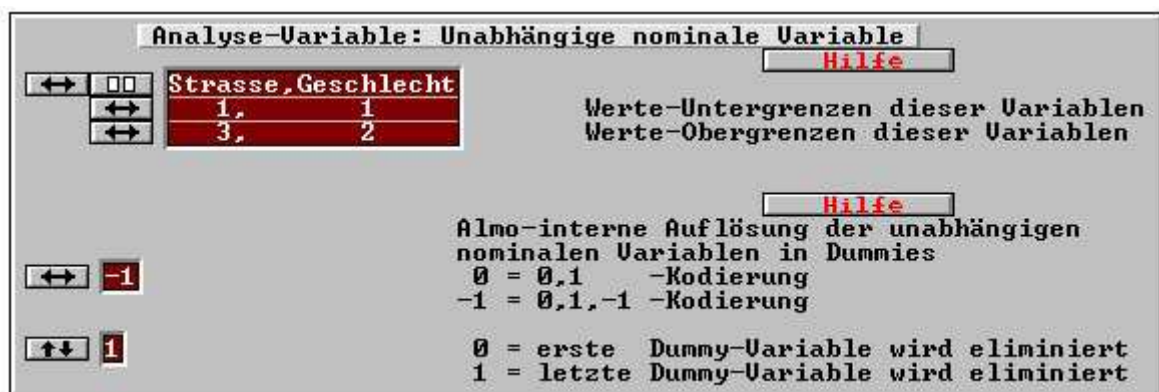 Analyse-Variable: Unabhängige nominale Variable
Hilfe
Strasse,Geschlecht
1, 1 Werte-Untergrenzen dieser Variablen
3, 2 Werte-Obergrenzen dieser Variablen
Hilfe
Almo-interne Auflösung der unabhängigen
nominalen Variablen in Dummies
0 = 0,1 -Kodierung
-1 -1 = 0,1,-1 -Kodierung
1 0 = erste Dummy-Variable wird eliminiert
1 = letzte Dummy-Variable wird eliminiert